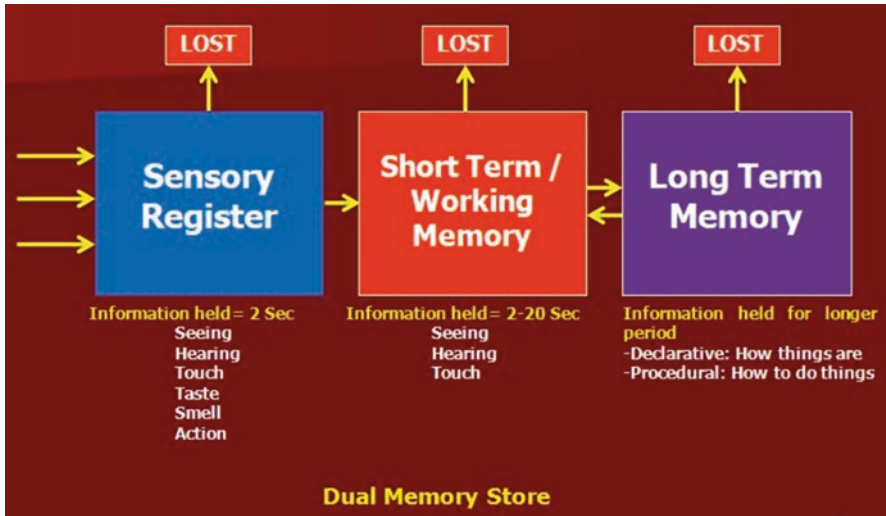 LOST
LOST
LOST
Sensory
Register
Short Term /
Working
Memory
Long Term
Memory
Information held= 2 Sec
Seeing
Hearing
Touch
Taste
Smell
Action
Information held= 2-20 Sec
Seeing
Hearing
Touch
Information held for longer
period
-Declarative: How things are
-Procedural: How to do things
Dual Memory Store